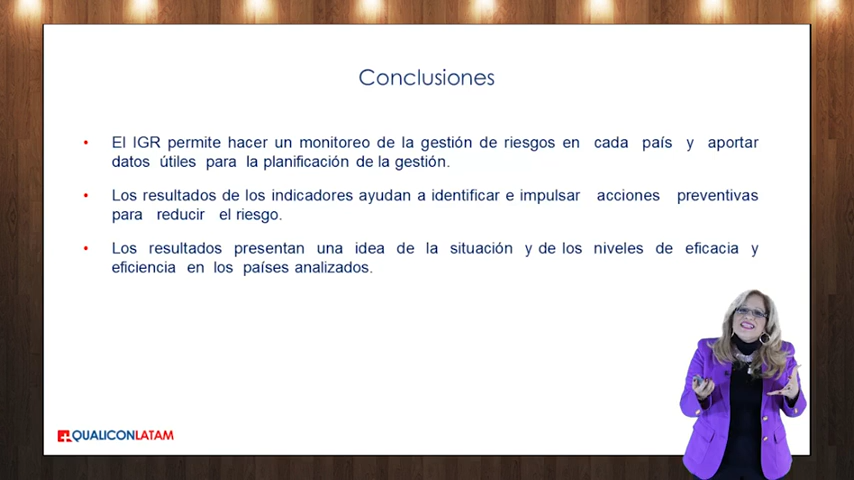 Conclusiones
• El IGR permite hacer un monitoreo de la gestión de riesgos en cada país y aportar
datos útiles para la planificación de la gestión.
• Los resultados de los indicadores ayudan a identificar e impulsar acciones preventivas
para reducir el riesgo.
• Los resultados presentan una idea de la situación y de los niveles de eficacia y
eficiencia en los países analizados.
QUALICONLATAM